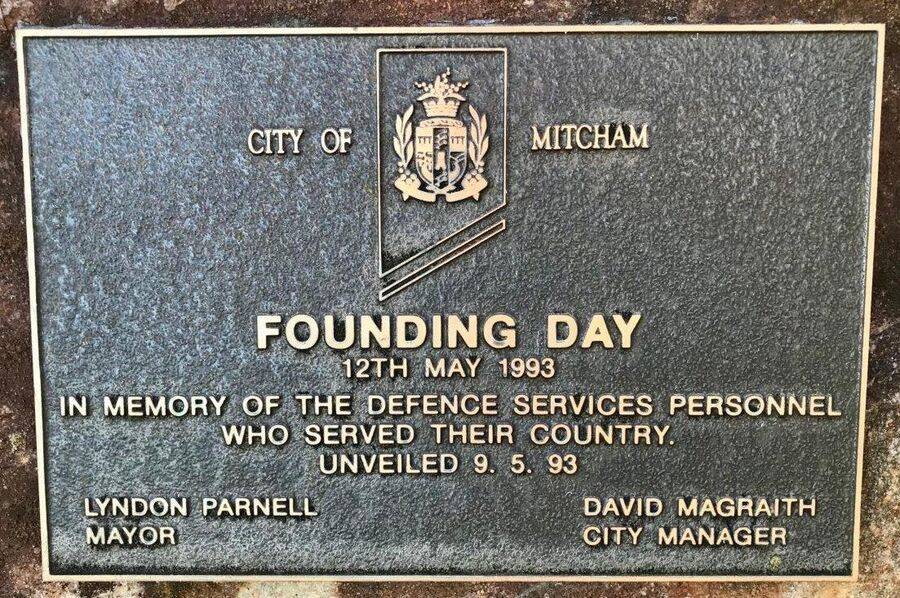 CITY OF MITCHAM
FOUNDING DAY
12TH MAY 1993
IN MEMORY OF THE DEFENCE SERVICES PERSONNEL
WHO SERVED THEIR COUNTRY.
UNVEILED 9. 5. 93
LYNDON PARNELL DAVID MAGRAITH
MAYOR CITY MANAGER